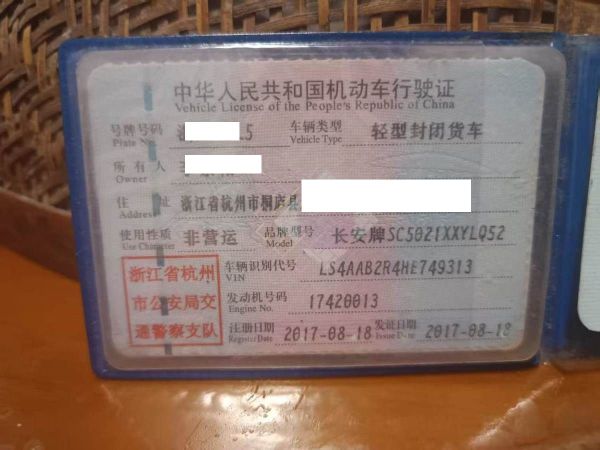 中华人民共和国机动车行驶证
Vehicle License of the People's Republic of China
号牌号码 5 车辆类型 轻型封闭货车
Plate No. Vehicle Type
所有人
Owner
住址 浙江省杭州市桐庐县
Address
使用性质 非营运 品牌型号 长安牌SC5021XXYLQ52
Use Character Model
浙江省杭州 车辆识别代号 LS4AAB2R4HE749313
VIN
市公安局交 发动机号码 17420013
Engine No.
通警察支队 注册日期 2017-08-18 发证日期 2017-08-18
Register Date Issue Date